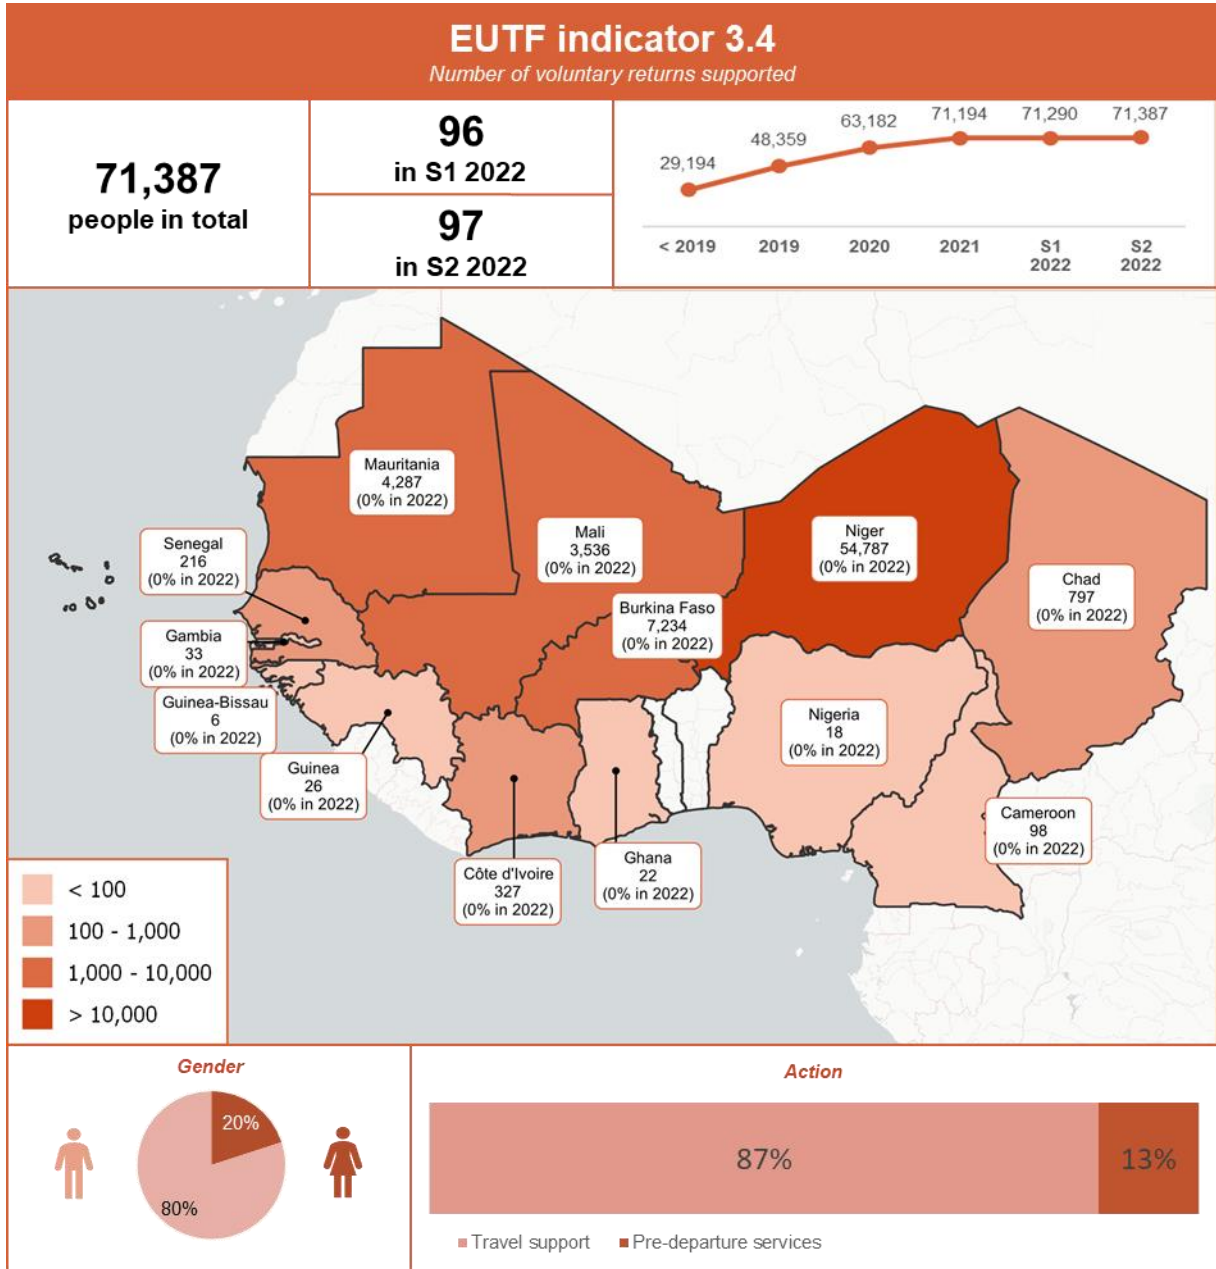 EUTF indicator 3.4
Number of voluntary returns supported
71,387
people in total
96
in S1 2022
97
in S2 2022
29,194
48,359
63,182
71,194
71,290
71,387
< 2019
2019
2020
2021
S1
2022
S2
2022
Mauritania
4,287
(0% in 2022)
Mali
3,536
(0% in 2022)
Niger
54,787
(0% in 2022)
Chad
797
(0% in 2022)
Senegal
216
(0% in 2022)
Burkina Faso
7,234
(0% in 2022)
Gambia
33
(0% in 2022)
Guinea-Bissau
6
(0% in 2022)
Nigeria
18
(0% in 2022)
Guinea
26
(0% in 2022)
Cameroon
98
(0% in 2022)
Côte d'Ivoire
327
(0% in 2022)
Ghana
22
(0% in 2022)
< 100
100 - 1,000
1,000 - 10,000
> 10,000
Gender
20%
80%
Action
87%
13%
Travel support
Pre-departure services